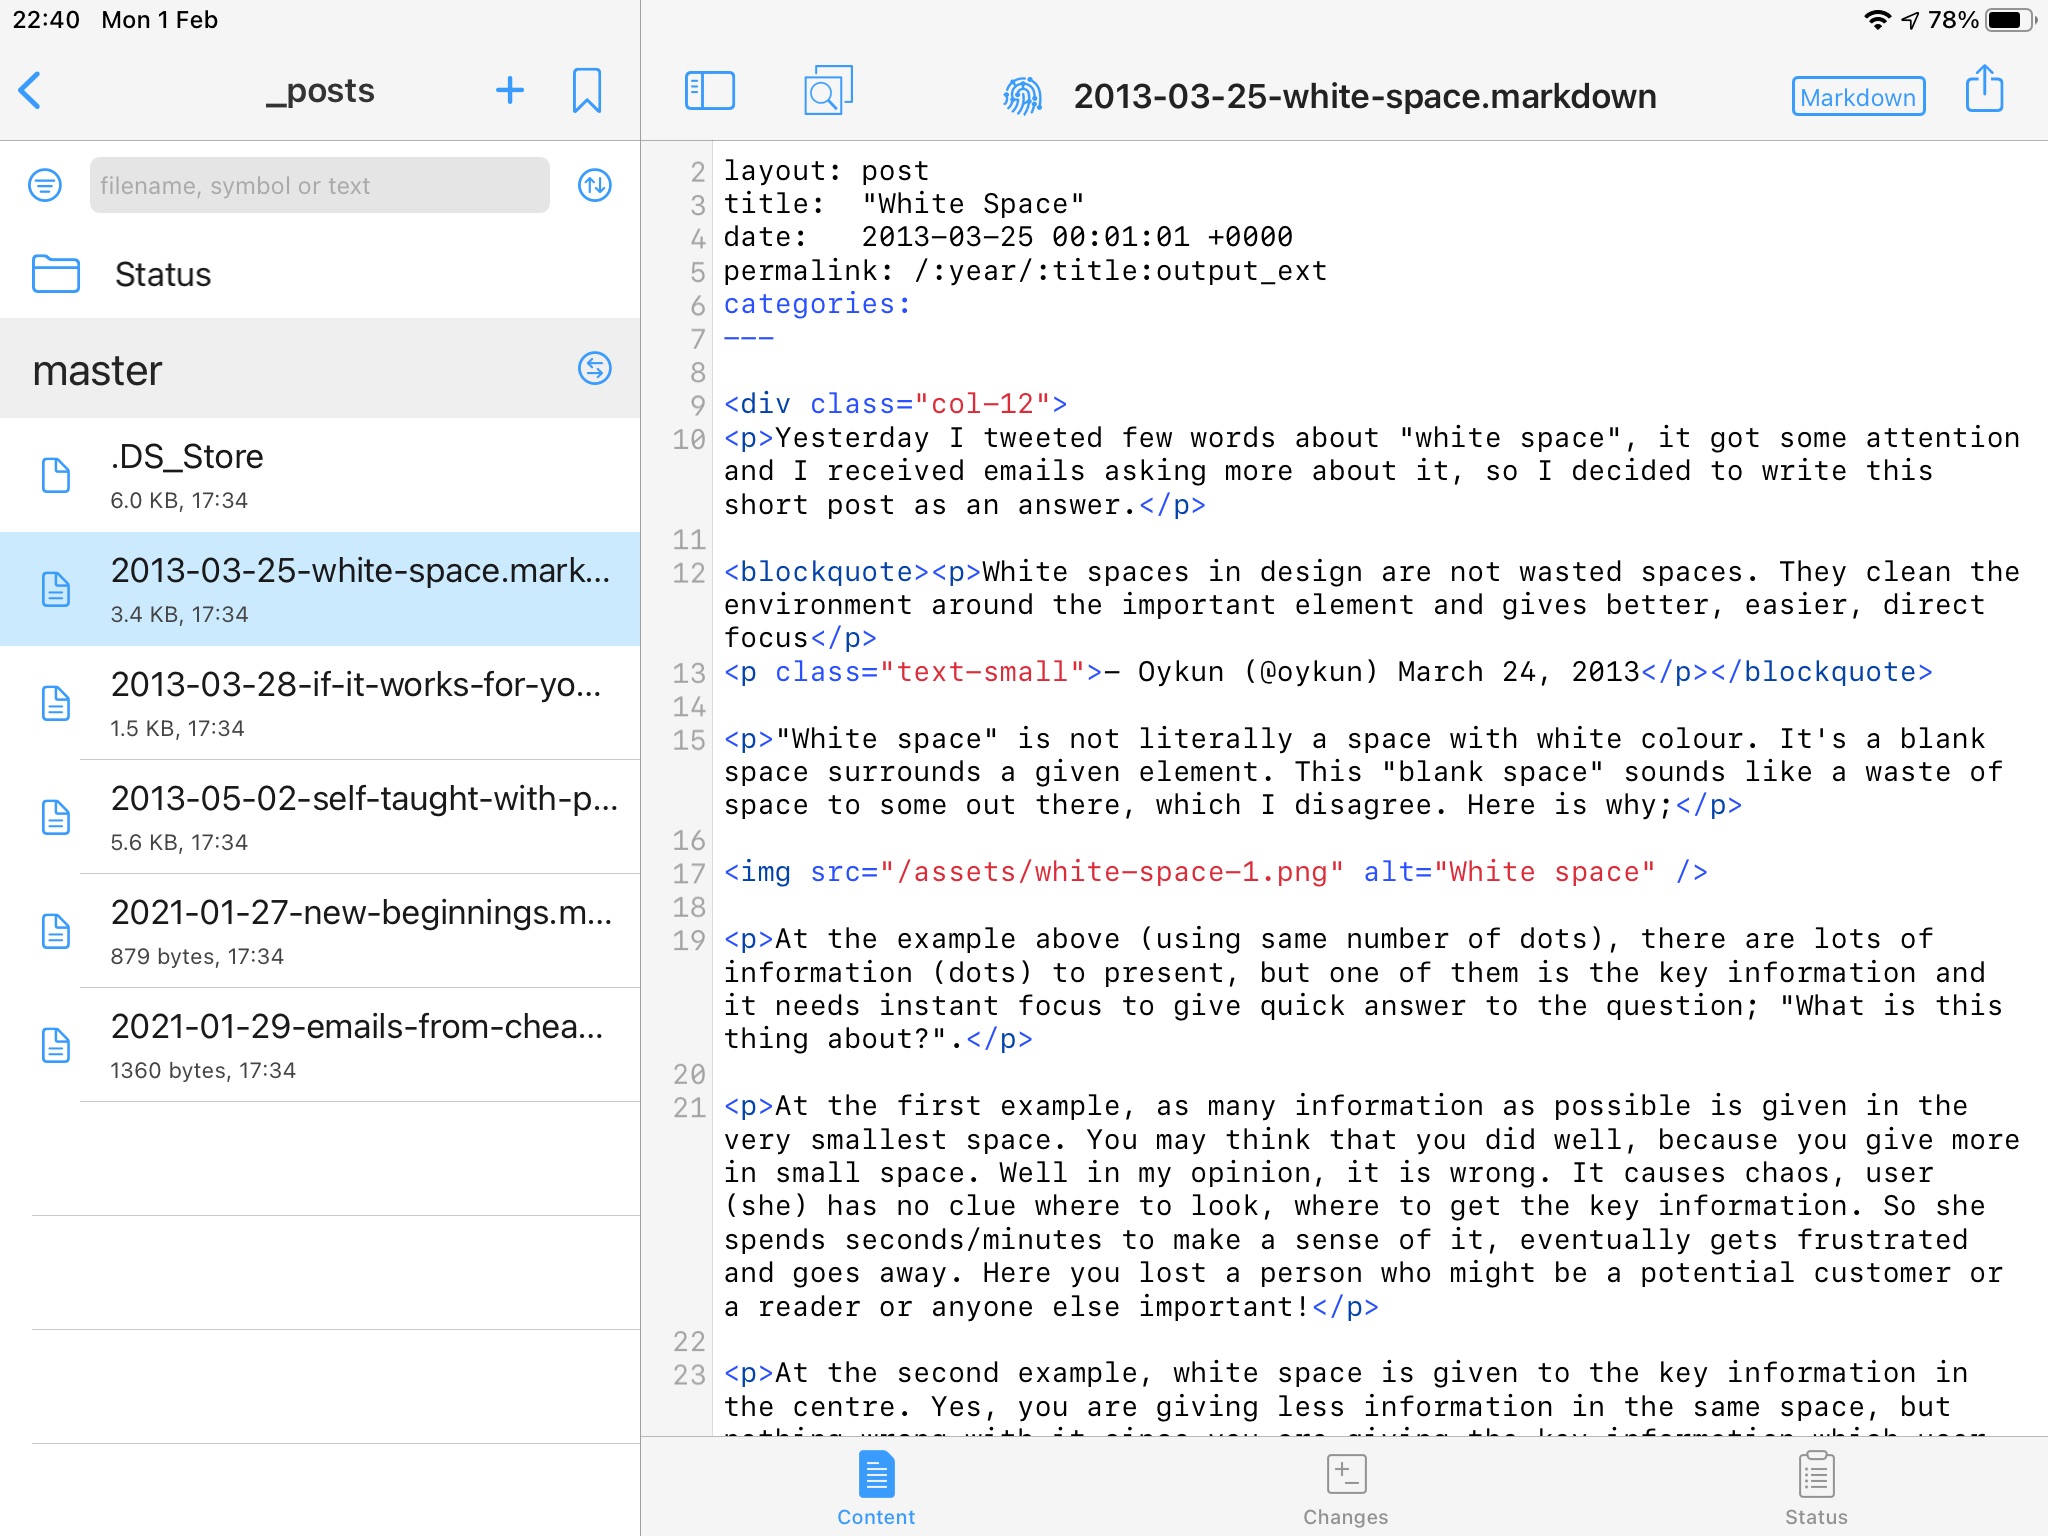 22:40 Mon 1 Feb
78%
_posts
filename, symbol or text
Status
master
.DS_Store
6.0 KB, 17:34
2013-03-25-white-space.mark...
3.4 KB, 17:34
2013-03-28-if-it-works-for-yo...
1.5 KB, 17:34
2013-05-02-self-taught-with-p...
5.6 KB, 17:34
2021-01-27-new-beginnings.m...
879 bytes, 17:34
2021-01-29-emails-from-chea...
1360 bytes, 17:34
2013-03-25-white-space.markdown
Markdown
2 layout: post
3 title:  "White Space"
4 date:   2013-03-25 00:01:01 +0000
5 permalink: /:year/:title:output_ext
6 categories:
7 ---
8
9 <div class="col-12">
10 <p>Yesterday I tweeted few words about "white space", it got some attention
and I received emails asking more about it, so I decided to write this
short post as an answer.</p>
11
12 <blockquote><p>White spaces in design are not wasted spaces. They clean the
environment around the important element and gives better, easier, direct
focus</p>
13 <p class="text-small">— Oykun (@oykun) March 24, 2013</p></blockquote>
14
15 <p>"White space" is not literally a space with white colour. It's a blank
space surrounds a given element. This "blank space" sounds like a waste of
space to some out there, which I disagree. Here is why;</p>
16
17 <img src="/assets/white-space-1.png" alt="White space" />
18
19 <p>At the example above (using same number of dots), there are lots of
information (dots) to present, but one of them is the key information and
it needs instant focus to give quick answer to the question; "What is this
thing about?".</p>
20
21 <p>At the first example, as many information as possible is given in the
very smallest space. You may think that you did well, because you give more
in small space. Well in my opinion, it is wrong. It causes chaos, user
(she) has no clue where to look, where to get the key information. So she
spends seconds/minutes to make a sense of it, eventually gets frustrated
and goes away. Here you lost a person who might be a potential customer or
a reader or anyone else important!</p>
22
23 <p>At the second example, white space is given to the key information in
the centre. Yes, you are giving less information in the same space, but
nothing wrong with it since you are giving the key information which user
Content
Changes
Status